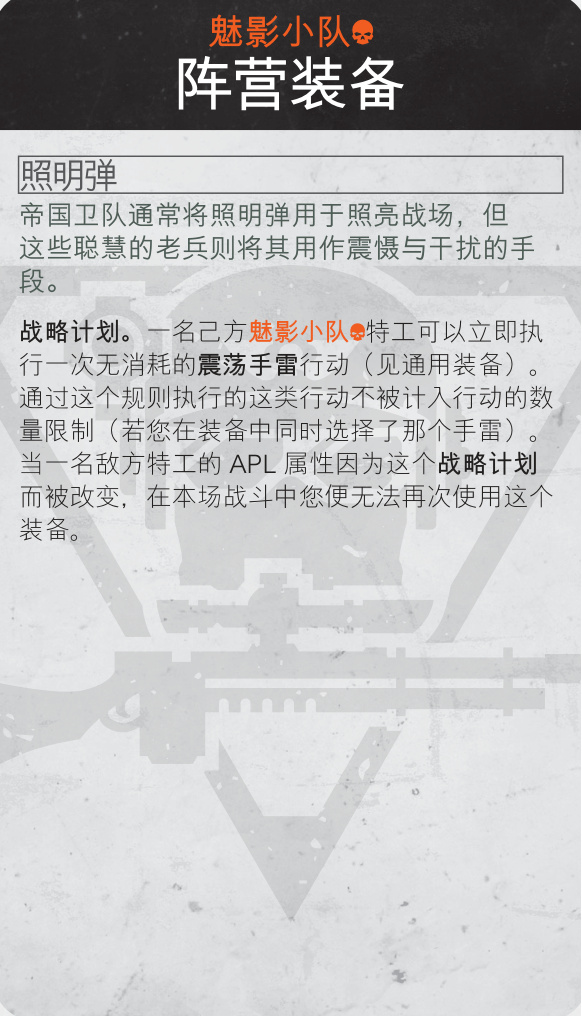 魅影小队
阵营装备
照明弹
帝国卫队通常将照明弹用于照亮战场，但
这些聪慧的老兵则将其用作震慑与干扰的手
段。
战略计划。一名己方魅影小队特工可以立即执
行一次无消耗的震荡手雷行动（见通用装备）。
通过这个规则执行的这类行动不被计入行动的数
量限制（若您在装备中同时选择了那个手雷）。
当一名敌方特工的 APL 属性因为这个战略计划
而被改变，在本场战斗中您便无法再次使用这个
装备。